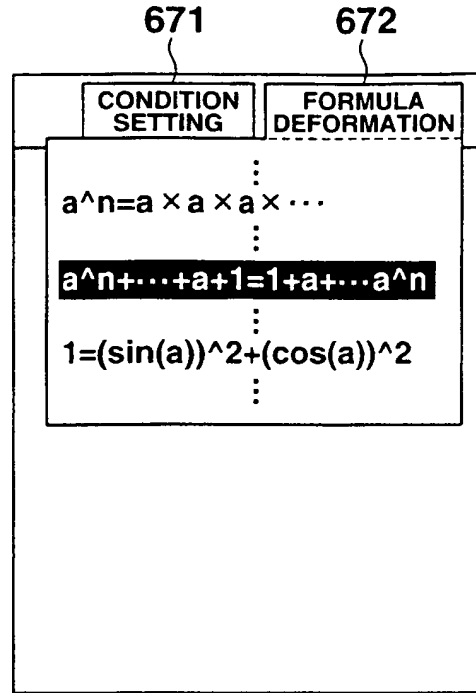 671 672
CONDITION SETTING
FORMULA DEFORMATION
⋮
a^n=a×a×a×⋯
⋮
a^n+⋯+a+1=1+a+⋯a^n
⋮
1=(sin(a))^2+(cos(a))^2
⋮